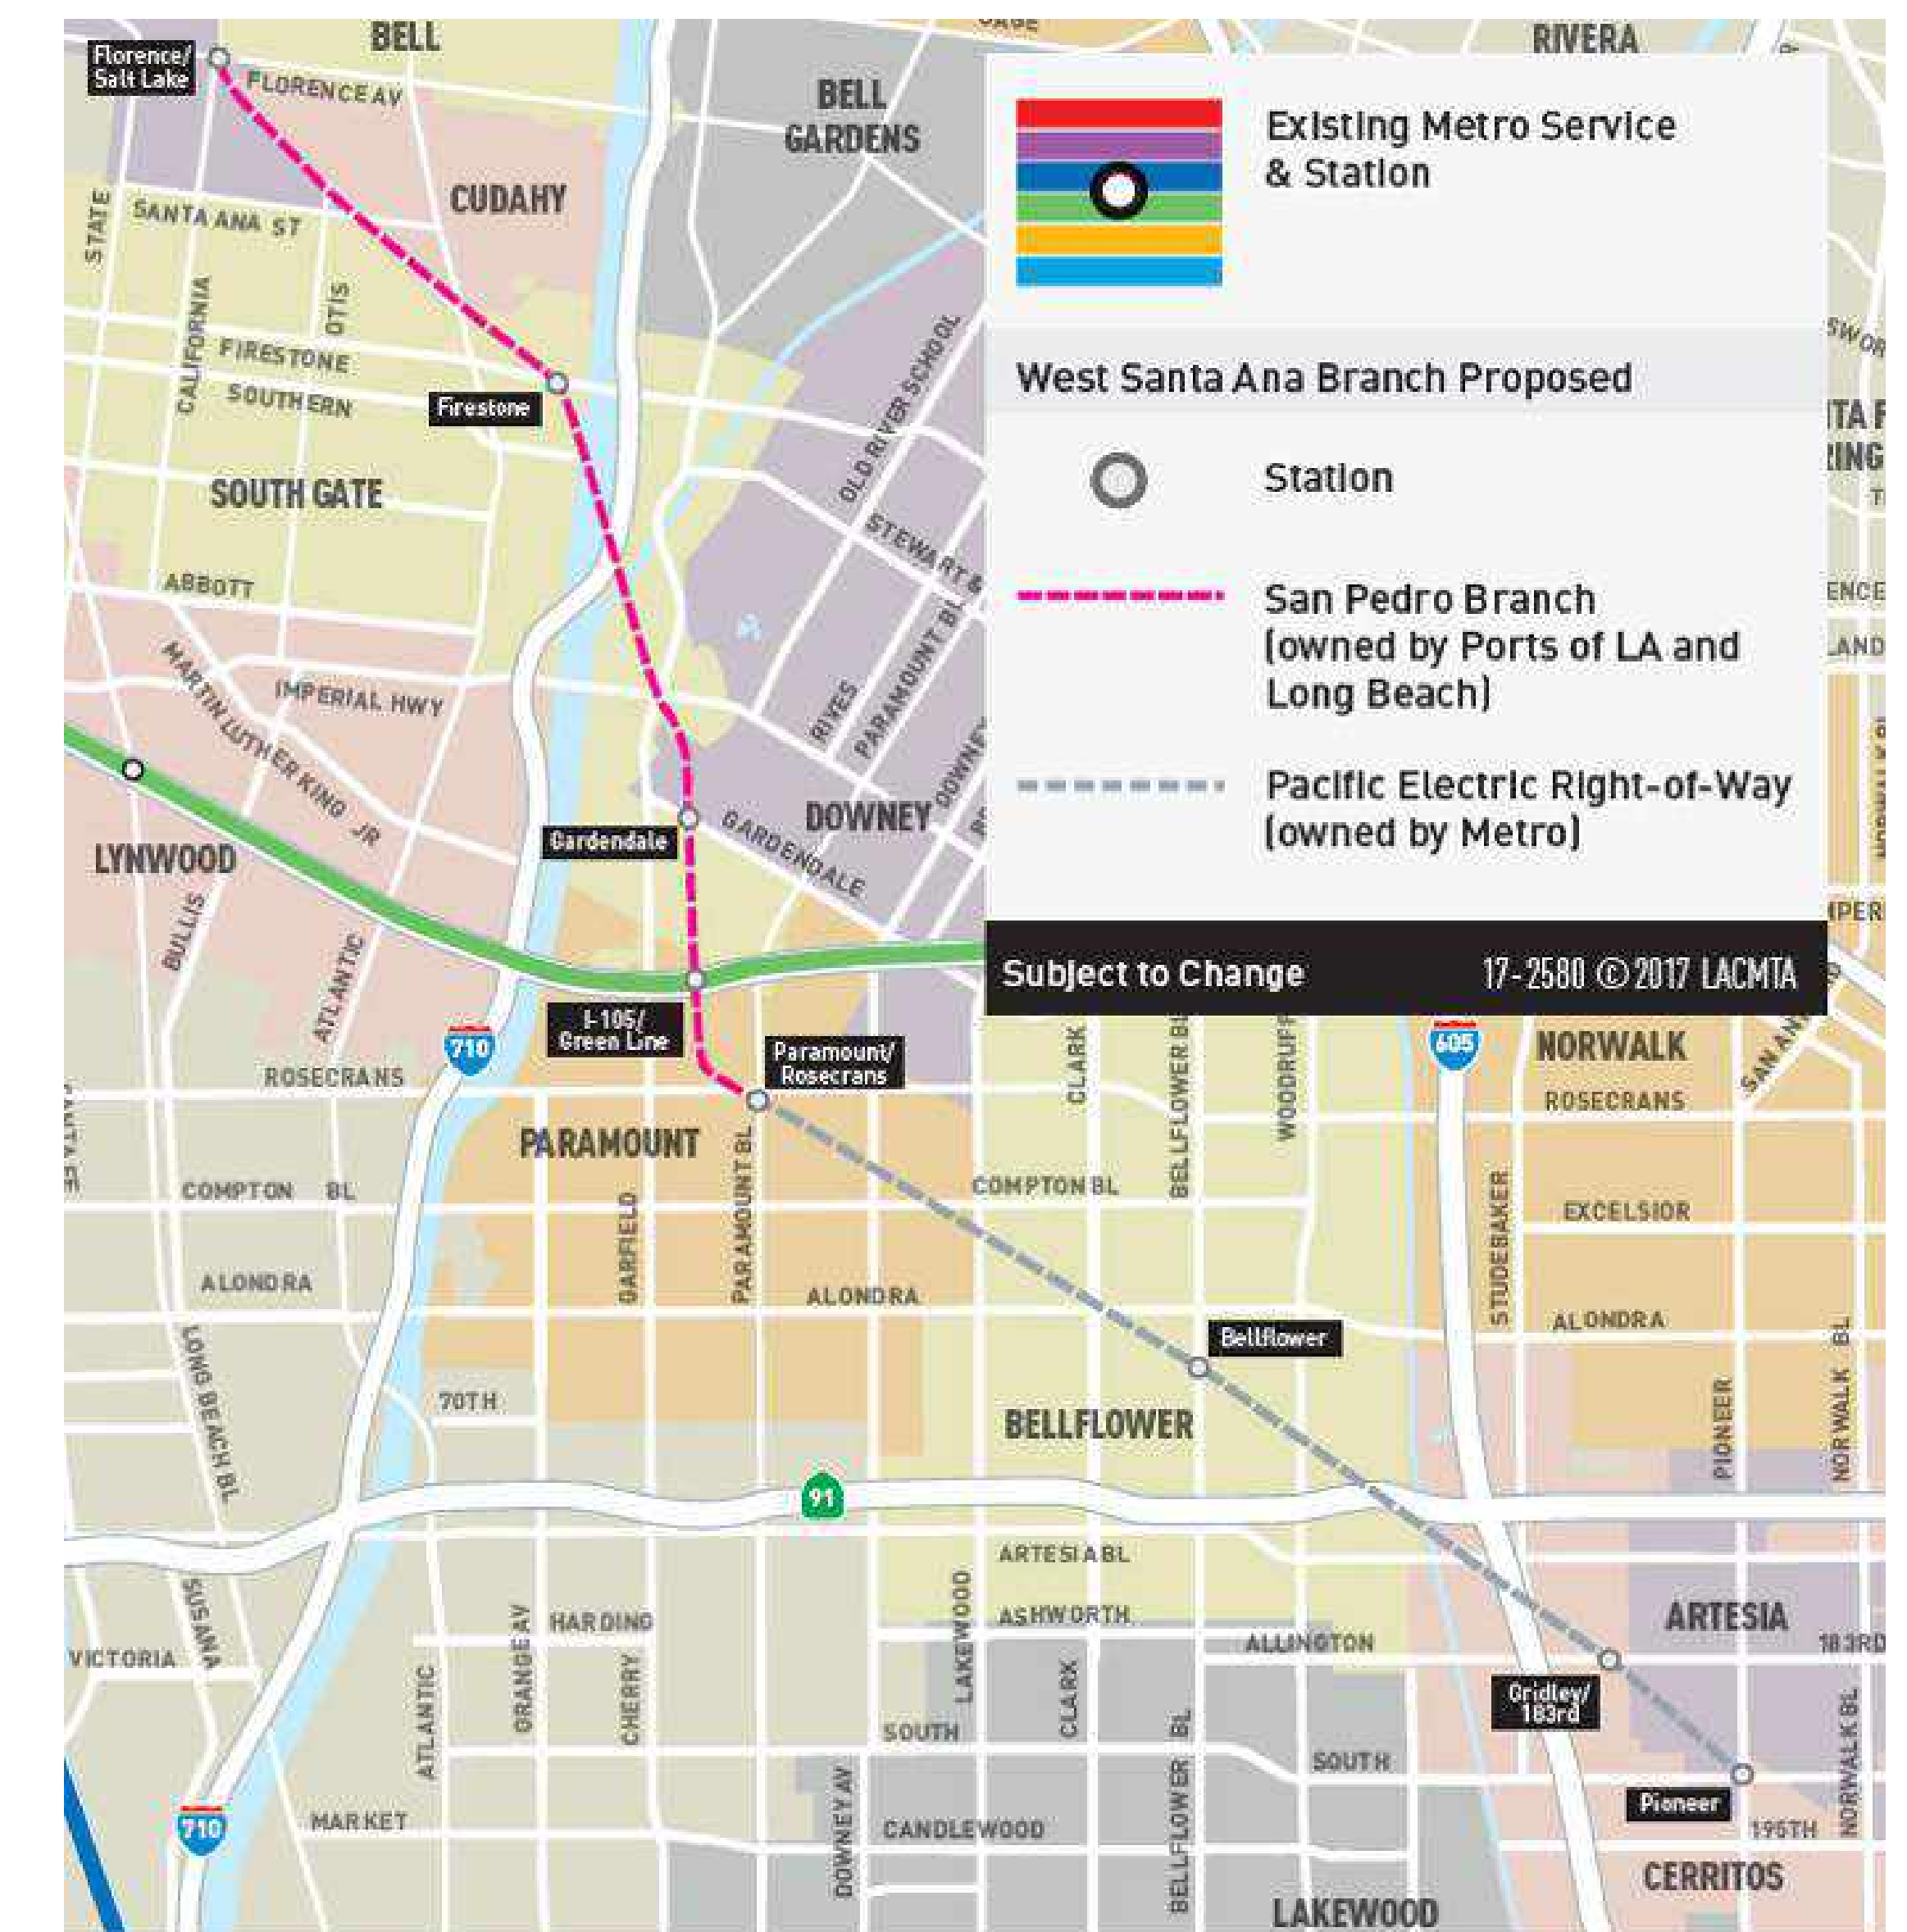 BELL
RIVERA
Florence/
Salt Lake
FLORENCE AV
BELL
GARDENS
CUDAHY
STATE
SANTA ANA ST
CALIFORNIA
OTIS
FIRESTONE
SOUTHERN
Firestone
OLD RIVER SCHOOL
SOUTH GATE
STEWART &
ABBOTT
MARTIN LUTHER KING JR
IMPERIAL HWY
RIVES
PARAMOUNT BL
DOWNEY
Gardendale
GARDENDALE
DOWNEY
LYNWOOD
BULLIS
ATLANTIC
I-105/
Green Line
710
Paramount/
Rosecrans
ROSECRANS
Existing Metro Service
& Station
West Santa Ana Branch Proposed
Station
San Pedro Branch
(owned by Ports of LA and
Long Beach)
Pacific Electric Right-of-Way
(owned by Metro)
Subject to Change
17-2580 ©2017 LACMTA
CLARK
BELLFLOWER BL
WOODRUFF
605
NORWALK
ROSECRANS
PARAMOUNT
COMPTON BL
COMPTON BL
GARFIELD
PARAMOUNT BL
STUDEBAKER
EXCELSIOR
ALONDRA
ALONDRA
ALONDRA
Bellflower
LONG BEACH BL
70TH
BELLFLOWER
PIONEER
NORWALK BL
91
ARTESIA BL
SUSANA
ORANGE AV
HARDING
LAKEWOOD
ASHWORTH
ALLINGTON
ARTESIA
183RD
VICTORIA
ATLANTIC
CHERRY
CLARK
Gridley/
183rd
SOUTH
SOUTH
BELLFLOWER BL
Pioneer
NORWALK BL
710
MARKET
DOWNEY AV
CANDLEWOOD
195TH
CERRITOS
LAKEWOOD